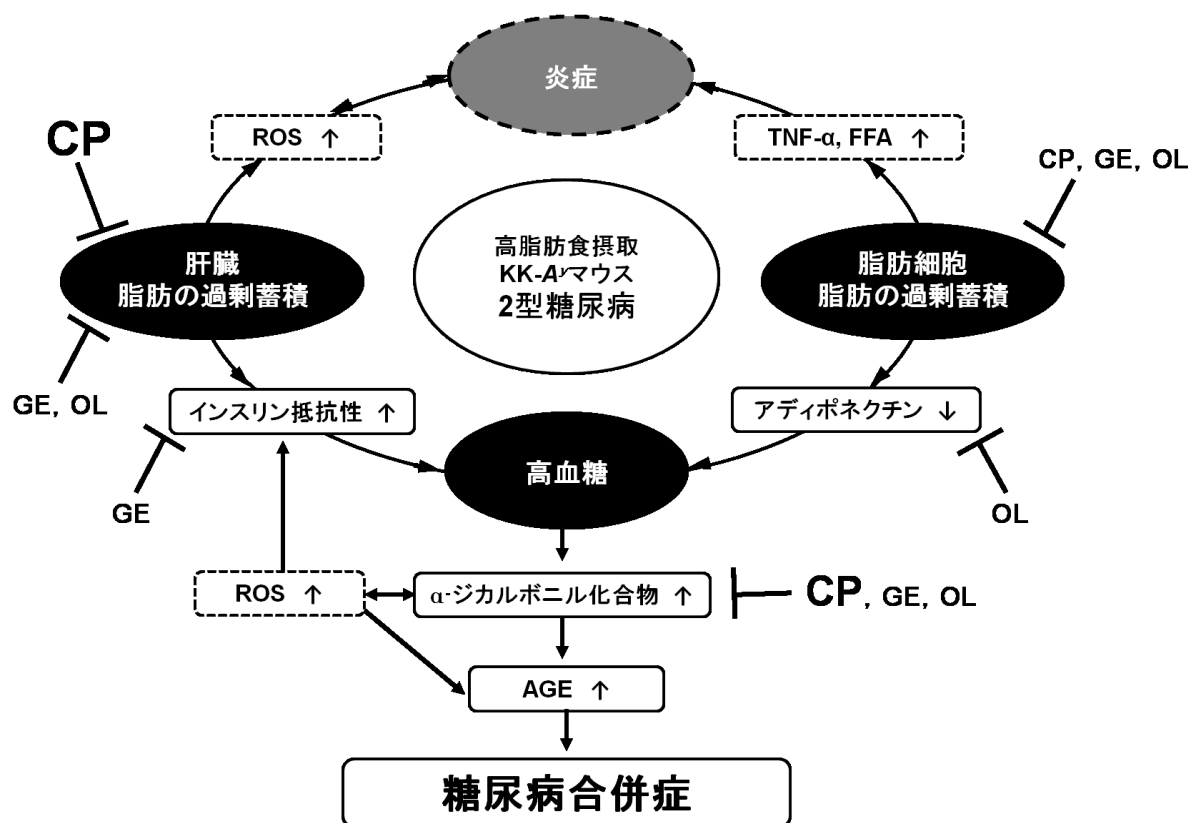 炎症
ROS ↑
TNF-α, FFA ↑
CP
CP, GE, OL
高脂肪食摂取
KK-Aʸマウス
2型糖尿病
肝臓
脂肪の過剰蓄積
脂肪細胞
脂肪の過剰蓄積
GE, OL
インスリン抵抗性 ↑
アディポネクチン ↓
高血糖
GE
OL
ROS ↑
α-ジカルボニル化合物 ↑
CP, GE, OL
AGE ↑
糖尿病合併症